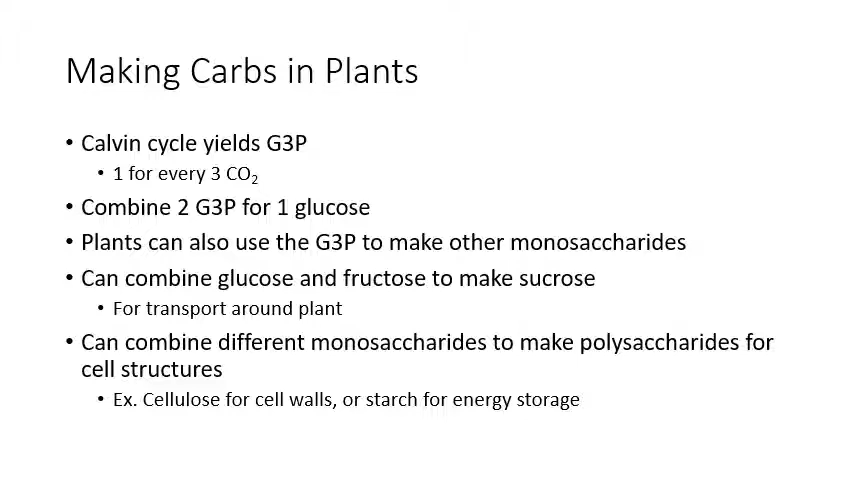 Making Carbs in Plants
• Calvin cycle yields G3P
• 1 for every 3 CO₂
• Combine 2 G3P for 1 glucose
• Plants can also use the G3P to make other monosaccharides
• Can combine glucose and fructose to make sucrose
• For transport around plant
• Can combine different monosaccharides to make polysaccharides for
cell structures
• Ex. Cellulose for cell walls, or starch for energy storage